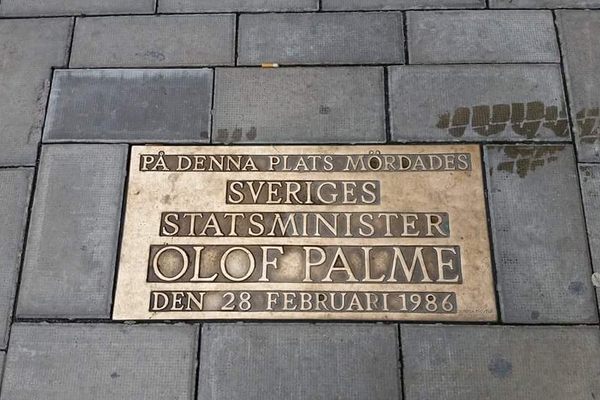 PÅ DENNA PLATS MÖRDADES
SVERIGES
STATSMINISTER
OLOF PALME
DEN 28 FEBRUARI 1986